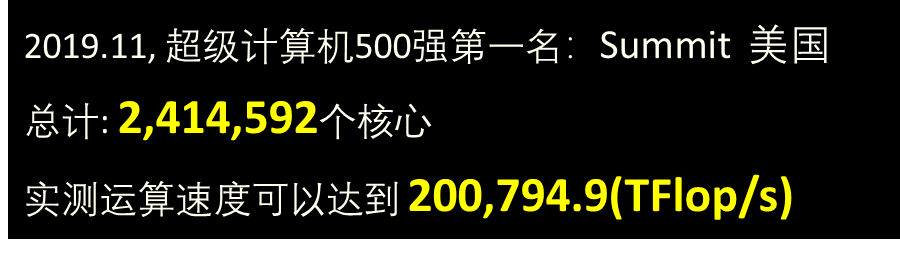 2019.11, 超级计算机500强第一名：Summit 美国
总计: 2,414,592个核心
实测运算速度可以达到 200,794.9(TFlop/s)